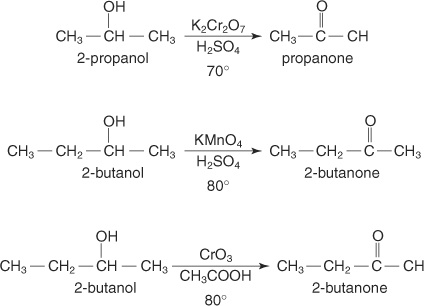 OH O
CH₃—CH—CH₃ K₂Cr₂O₇ CH₃—C—CH
H₂SO₄
2-propanol propanone
70°
OH O
CH₃—CH₂—CH—CH₃ KMnO₄ CH₃—CH₂—C—CH₃
H₂SO₄
2-butanol 2-butanone
80°
OH O
CH₃—CH₂—CH—CH₃ CrO₃ CH₃—CH₂—C—CH
CH₃COOH
2-butanol 2-butanone
80°